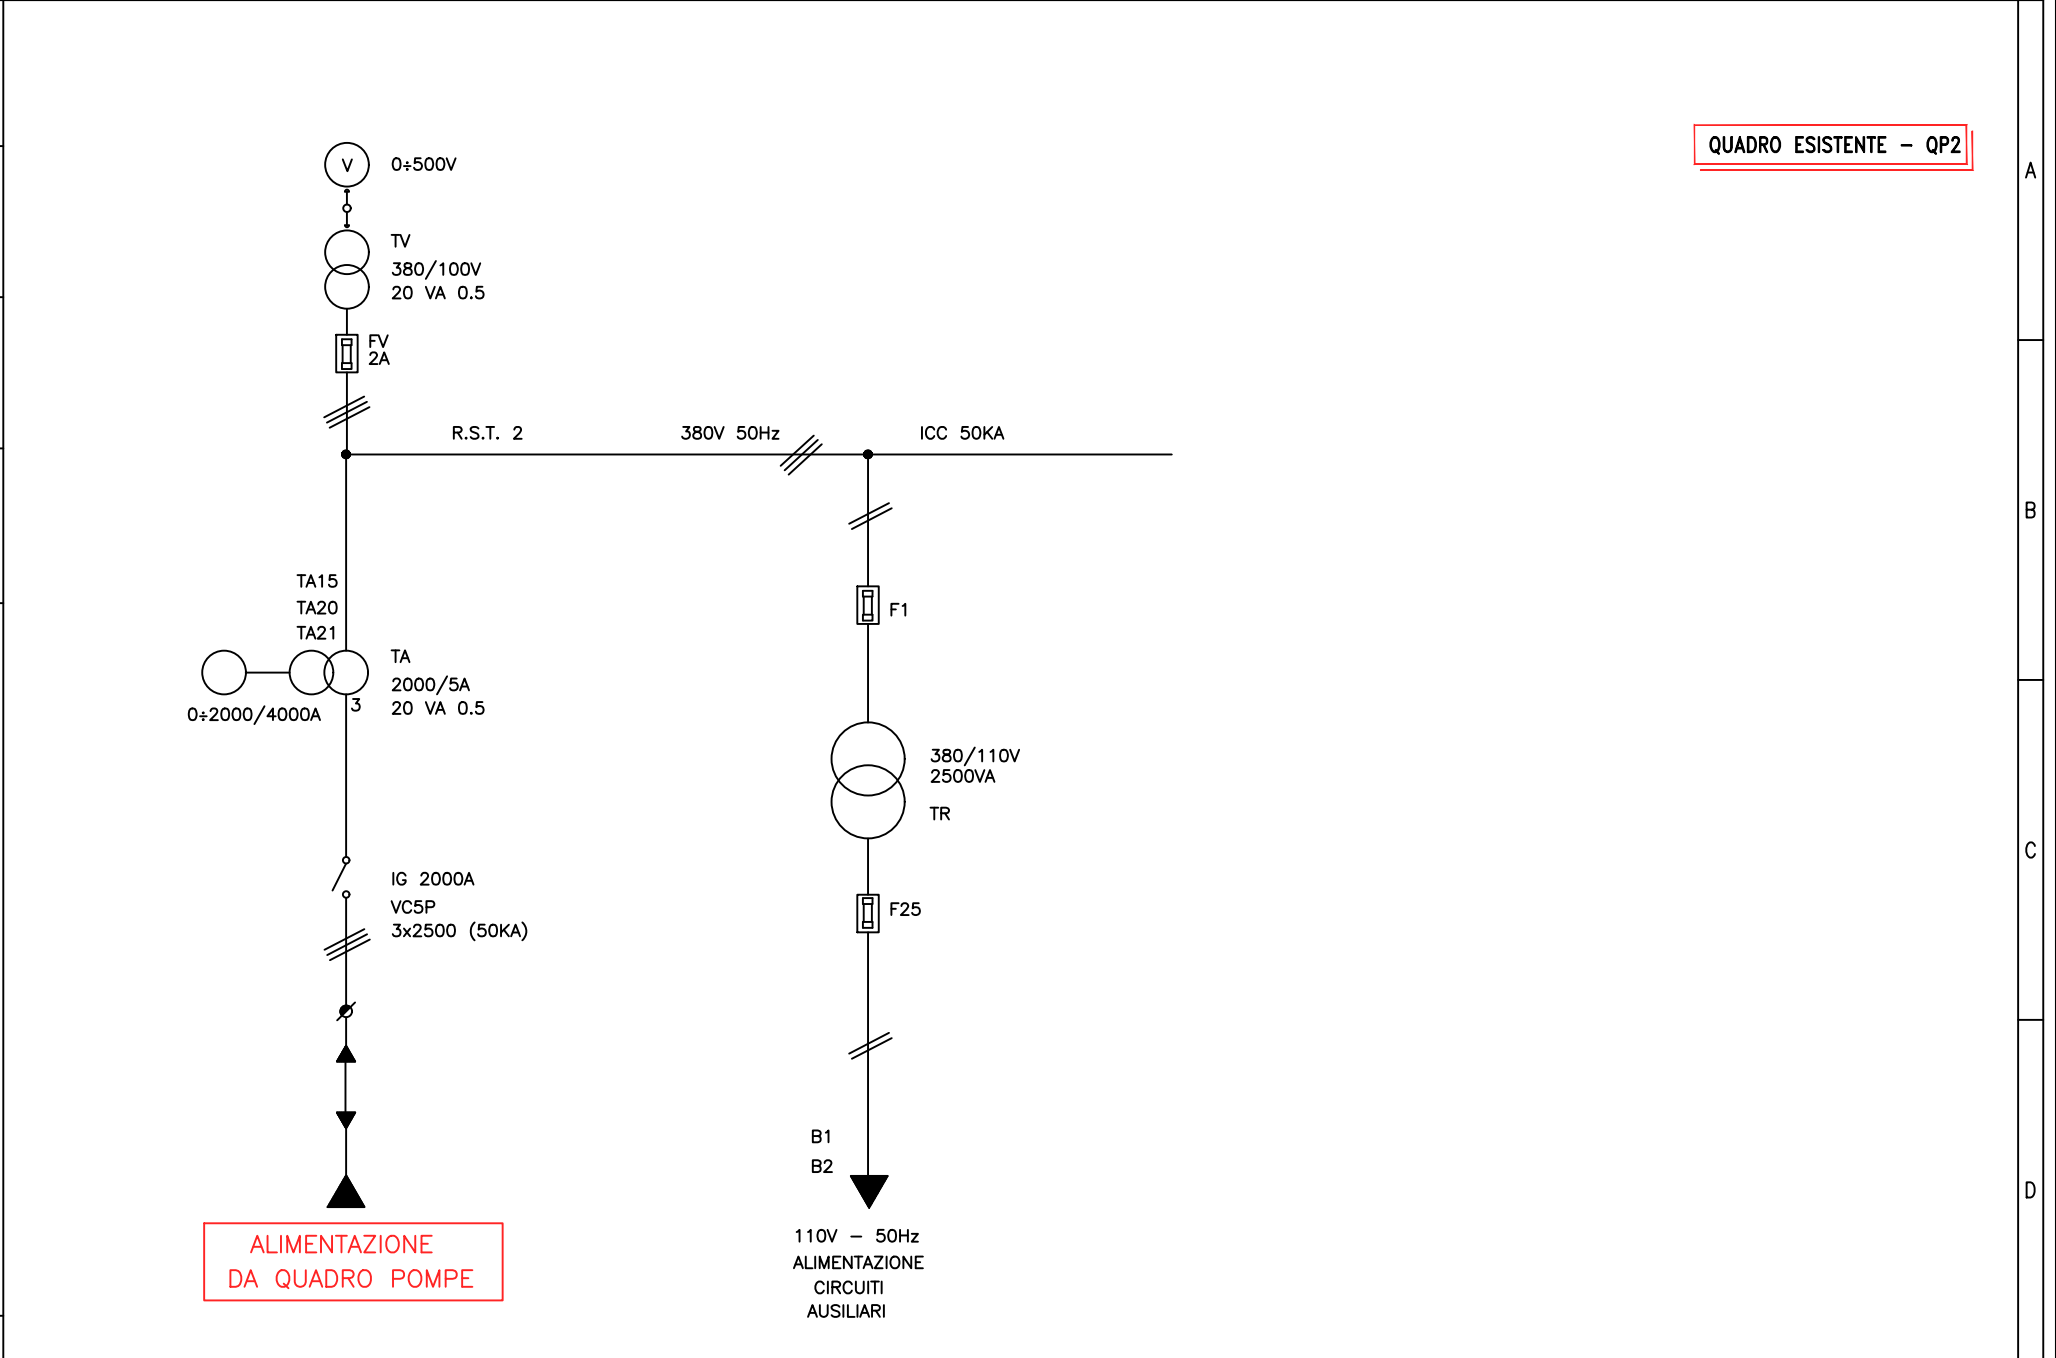 QUADRO ESISTENTE - QP2
A
V
0÷500V
TV
380/100V
20 VA 0.5
FV
2A
R.S.T. 2
380V 50Hz
ICC 50KA
B
TA15
TA20
TA21
F1
TA
2000/5A
20 VA 0.5
3
0÷2000/4000A
380/110V
2500VA
TR
C
IG 2000A
VC5P
3x2500 (50KA)
F25
B1
B2
D
ALIMENTAZIONE
DA QUADRO POMPE
110V - 50Hz
ALIMENTAZIONE
CIRCUITI
AUSILIARI